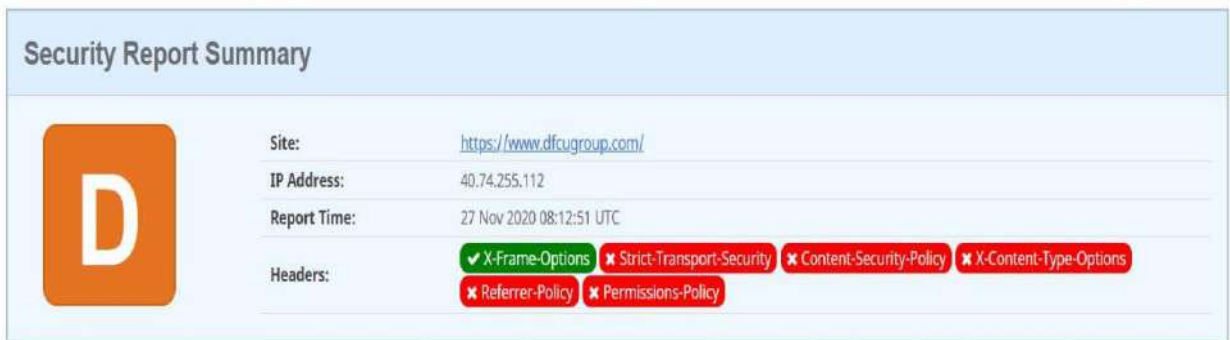 Security Report Summary
D
Site: https://www.dfcugroup.com/
IP Address: 40.74.255.112
Report Time: 27 Nov 2020 08:12:51 UTC
Headers: ✔ X-Frame-Options ✖ Strict-Transport-Security ✖ Content-Security-Policy ✖ X-Content-Type-Options
✖ Referrer-Policy ✖ Permissions-Policy